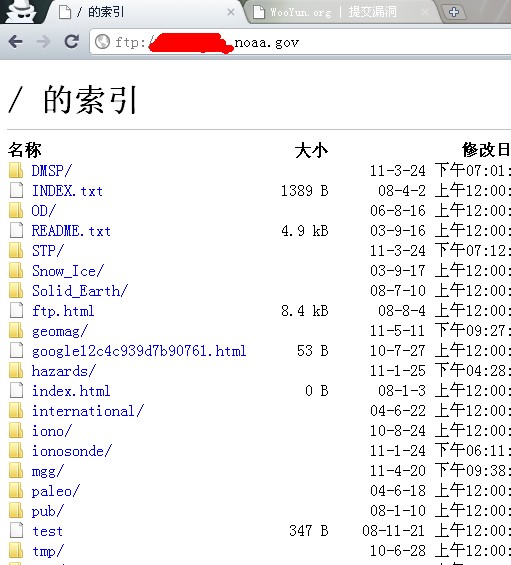 / 的索引
WooYun.org | 提交漏洞
ftp:/ .noaa.gov
/ 的索引
名称 大小 修改日
DMSP/ 11-3-24 下午07:01:
INDEX.txt 1389 B 08-4-2 上午12:00:
OD/ 06-8-16 上午12:00:
README.txt 4.9 kB 03-9-16 上午12:00:
STP/ 11-3-24 下午07:12:
Snow_Ice/ 03-9-17 上午12:00:
Solid_Earth/ 08-7-10 上午12:00:
ftp.html 8.4 kB 08-8-4 上午12:00:
geomag/ 11-5-11 下午09:27:
google12c4c939d7b90761.html 53 B 10-7-27 上午12:00:
hazards/ 11-1-25 下午04:28:
index.html 0 B 08-1-3 上午12:00:
international/ 04-6-22 上午12:00:
iono/ 10-8-24 上午12:00:
ionosonde/ 11-1-24 下午06:11:
mgg/ 11-4-20 下午09:38:
paleo/ 04-6-18 上午12:00:
pub/ 08-1-10 上午12:00:
test 347 B 08-11-21 上午12:00:
tmp/ 10-6-28 上午12:00: